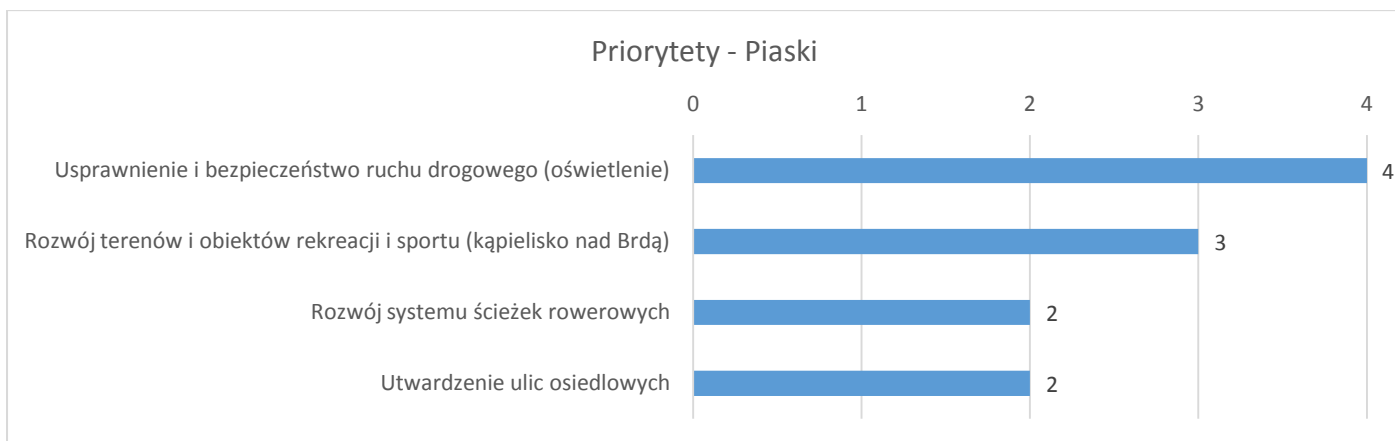 Priorytety - Piaski
0 1 2 3 4
Usprawnienie i bezpieczeństwo ruchu drogowego (oświetlenie) 4
Rozwój terenów i obiektów rekreacji i sportu (kąpielisko nad Brdą) 3
Rozwój systemu ścieżek rowerowych 2
Utwardzenie ulic osiedlowych 2